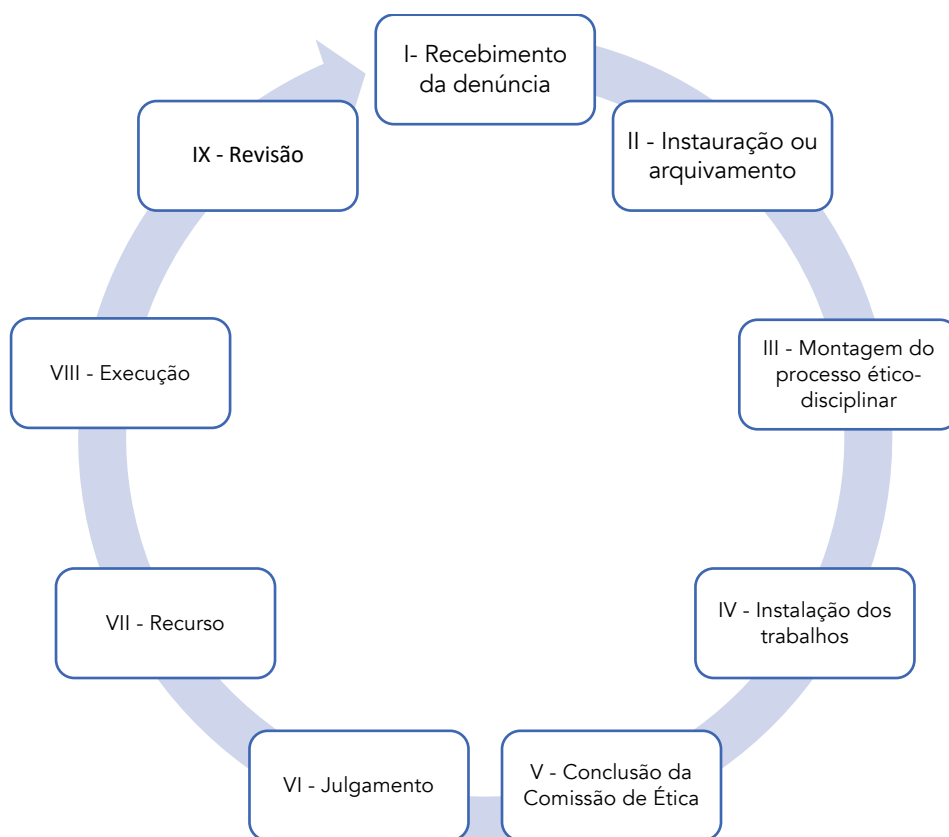 I- Recebimento
da denúncia
II - Instauração ou
arquivamento
III - Montagem do
processo ético-
disciplinar
IV - Instalação dos
trabalhos
V - Conclusão da
Comissão de Ética
VI - Julgamento
VII - Recurso
VIII - Execução
IX - Revisão